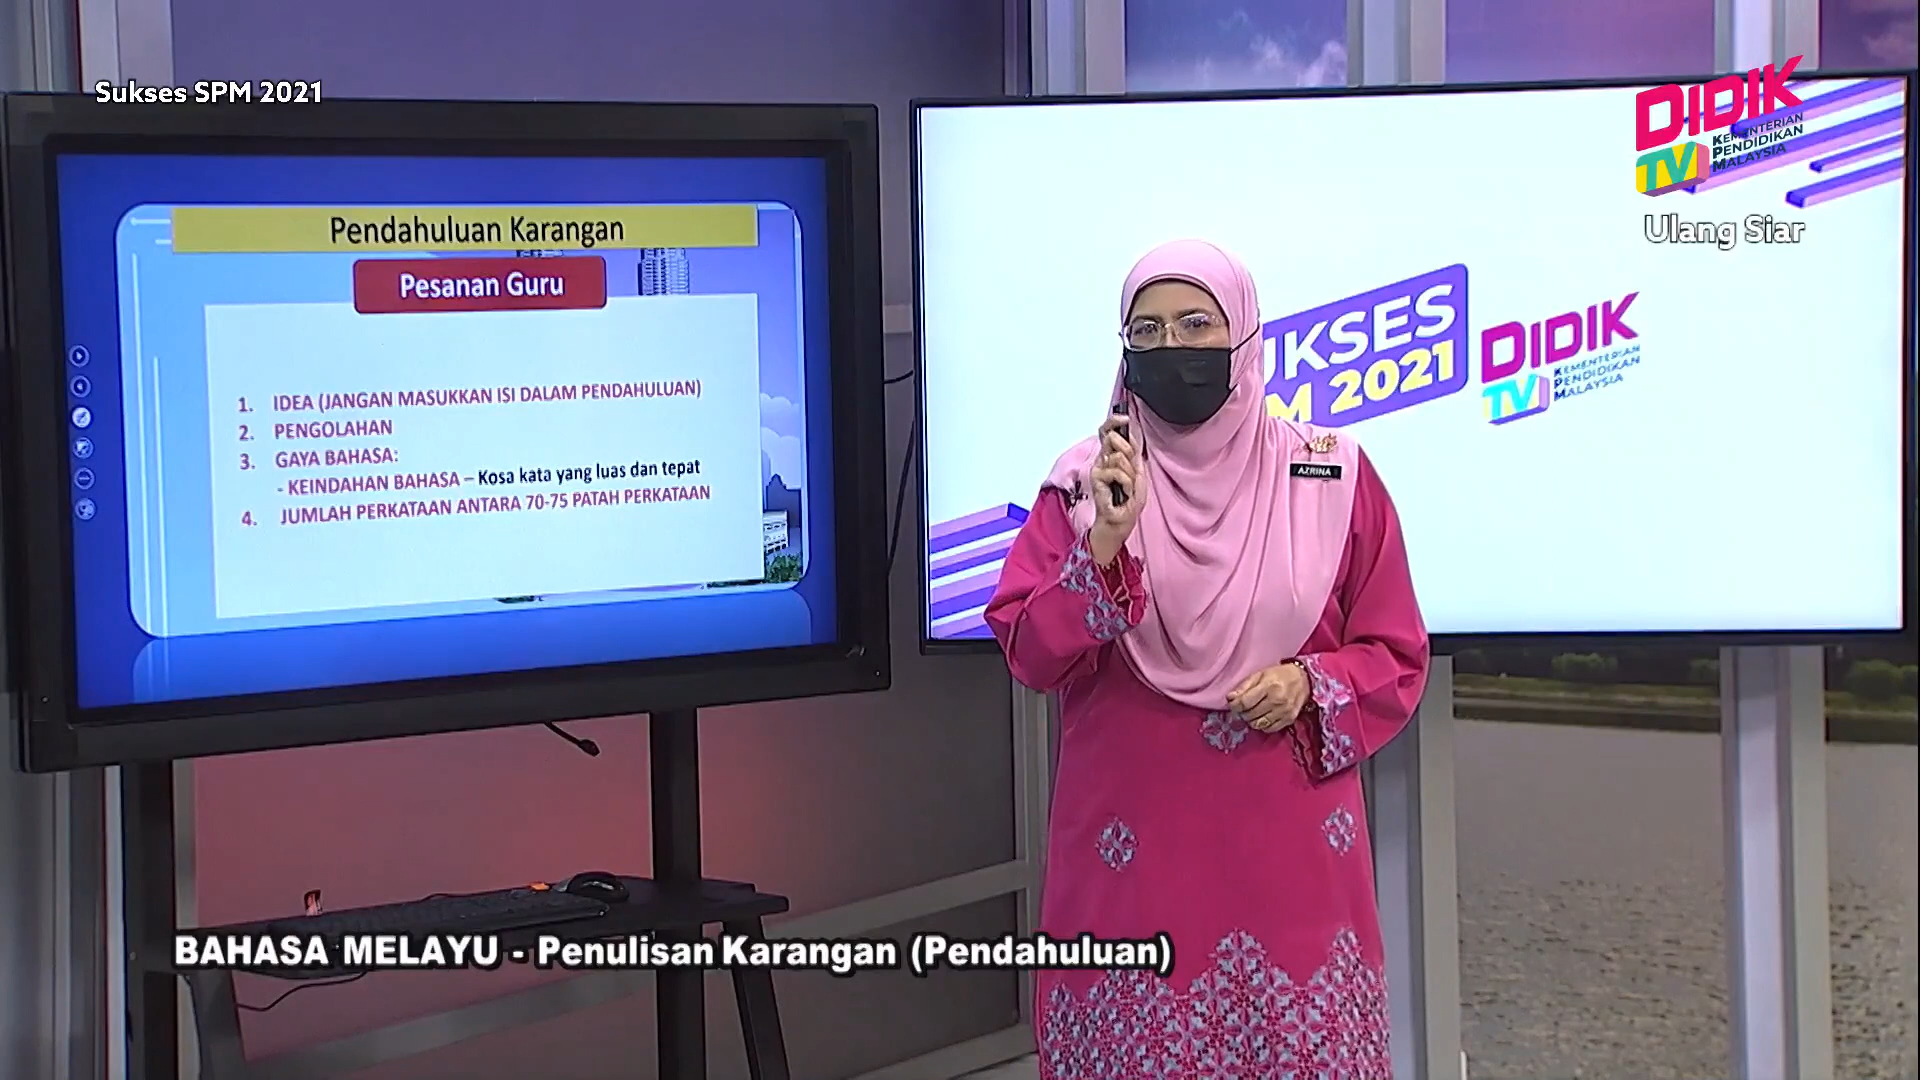 Sukses SPM 2021
DIDIK
TV
KEMENTERIAN
PENDIDIKAN
MALAYSIA
Ulang Siar
Pendahuluan Karangan
Pesanan Guru
1. IDEA (JANGAN MASUKKAN ISI DALAM PENDAHULUAN)
2. PENGOLAHAN
3. GAYA BAHASA:
- KEINDAHAN BAHASA – Kosa kata yang luas dan tepat
4. JUMLAH PERKATAAN ANTARA 70-75 PATAH PERKATAAN
UKSES
M 2021
DIDIK
TV
KEMENTERIAN
PENDIDIKAN
MALAYSIA
AZRINA
BAHASA MELAYU - Penulisan Karangan (Pendahuluan)